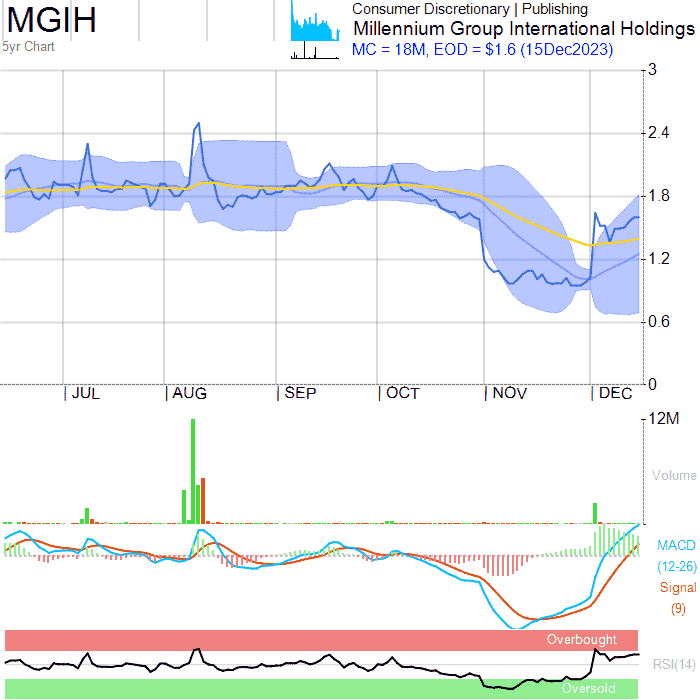 MGIH
5yr Chart
Consumer Discretionary | Publishing
Millennium Group International Holdings
MC = 18M, EOD = $1.6 (15Dec2023)
3
2.4
1.8
1.2
0.6
0
JUL AUG SEP OCT NOV DEC
12M
Volume
MACD
(12-26)
Signal
(9)
Overbought
RSI(14)
Oversold